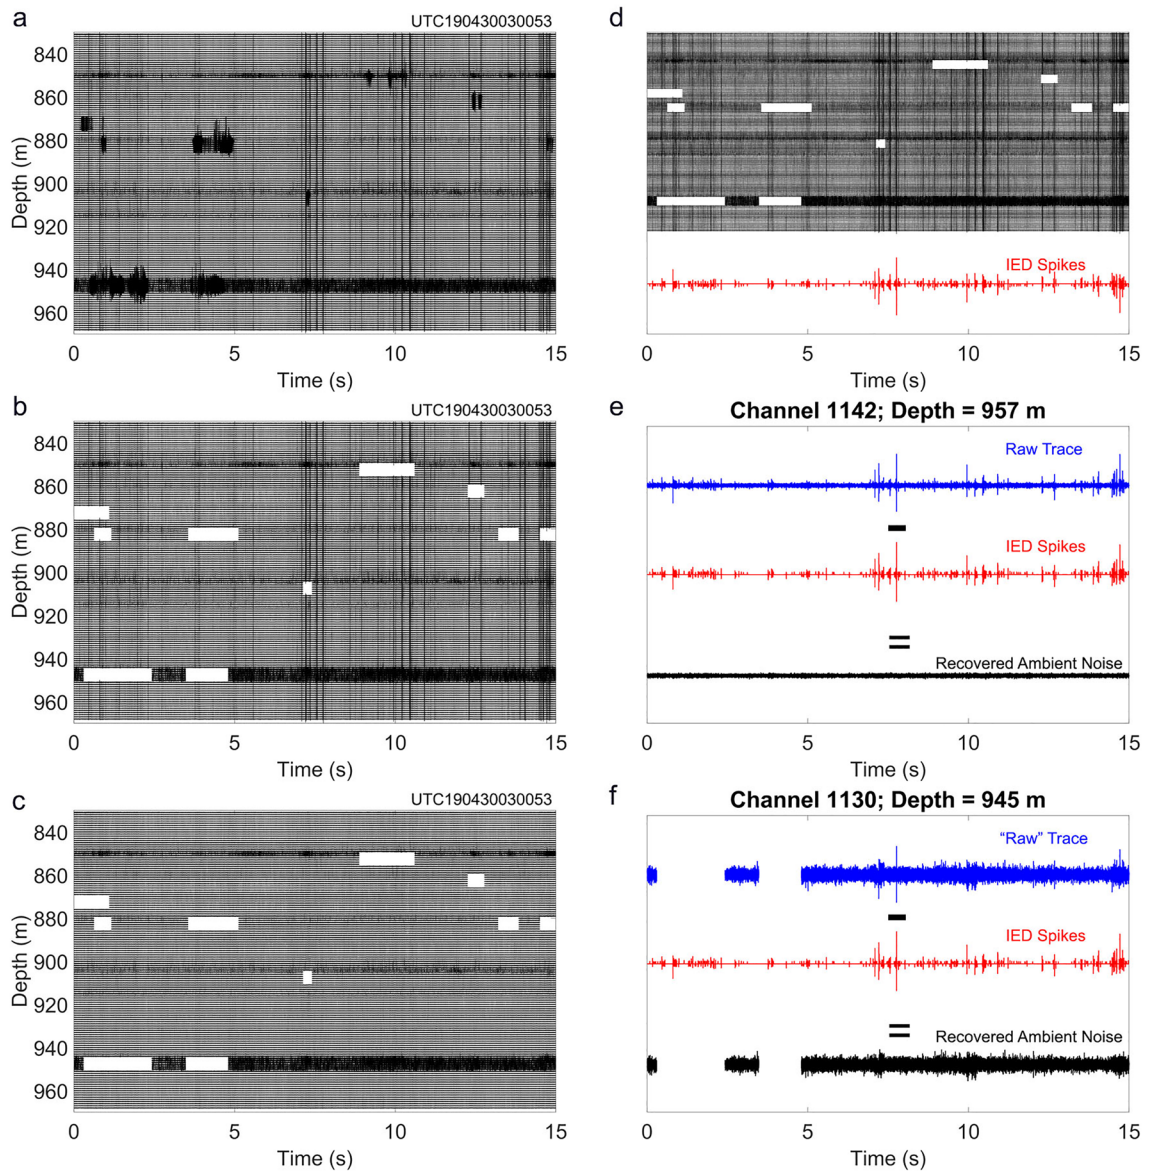 a
UTC190430030053
Depth (m)
840
860
880
900
920
940
960
0
5
10
15
Time (s)
b
UTC190430030053
Depth (m)
840
860
880
900
920
940
960
0
5
10
15
Time (s)
c
UTC190430030053
Depth (m)
840
860
880
900
920
940
960
0
5
10
15
Time (s)
d
IED Spikes
0
5
10
15
Time (s)
e
Channel 1142; Depth = 957 m
Raw Trace
IED Spikes
Recovered Ambient Noise
0
5
10
15
Time (s)
f
Channel 1130; Depth = 945 m
“Raw” Trace
IED Spikes
Recovered Ambient Noise
0
5
10
15
Time (s)